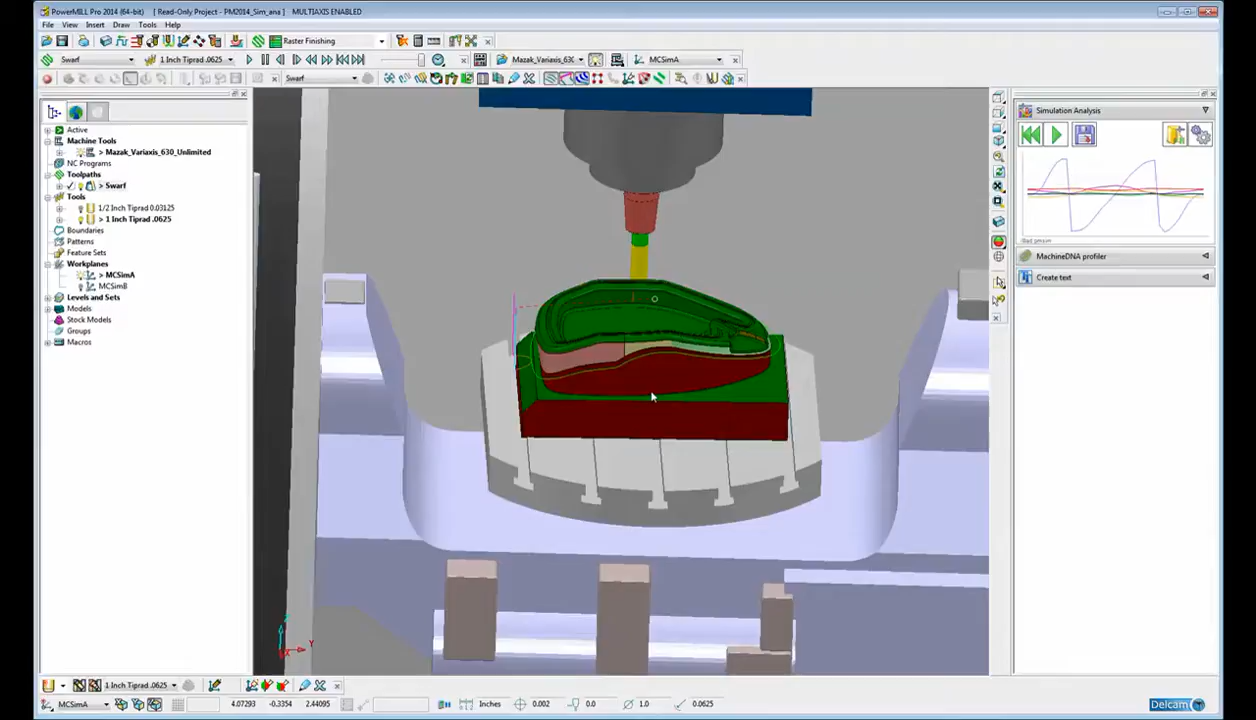 PowerMILL Pro 2014 (64-bit)    [ Read-Only Project - PM2014_Sim_ana ]    MULTIAXIS ENABLED
File View Insert Draw Tools Help
Raster Finishing
Swarf 1 Inch Tiprad .0625 Mazak_Variaxis_63( MCSimA
Swarf
Active
Machine Tools
> Mazak_Variaxis_630_Unlimited
NC Programs
Toolpaths
> Swarf
Tools
1/2 Inch Tiprad 0.03125
> 1 Inch Tiprad .0625
Boundaries
Patterns
Feature Sets
Workplanes
> MCSimA
MCSimB
Levels and Sets
Models
Stock Models
Groups
Macros
Simulation Analysis
MachineDNA profiler
Create text
Z
Y
X
1 Inch Tiprad .0625
MCSimA 4.07293 -0.3354 2.44095 Inches 0.002 0.0 1.0 0.0625
Delcam